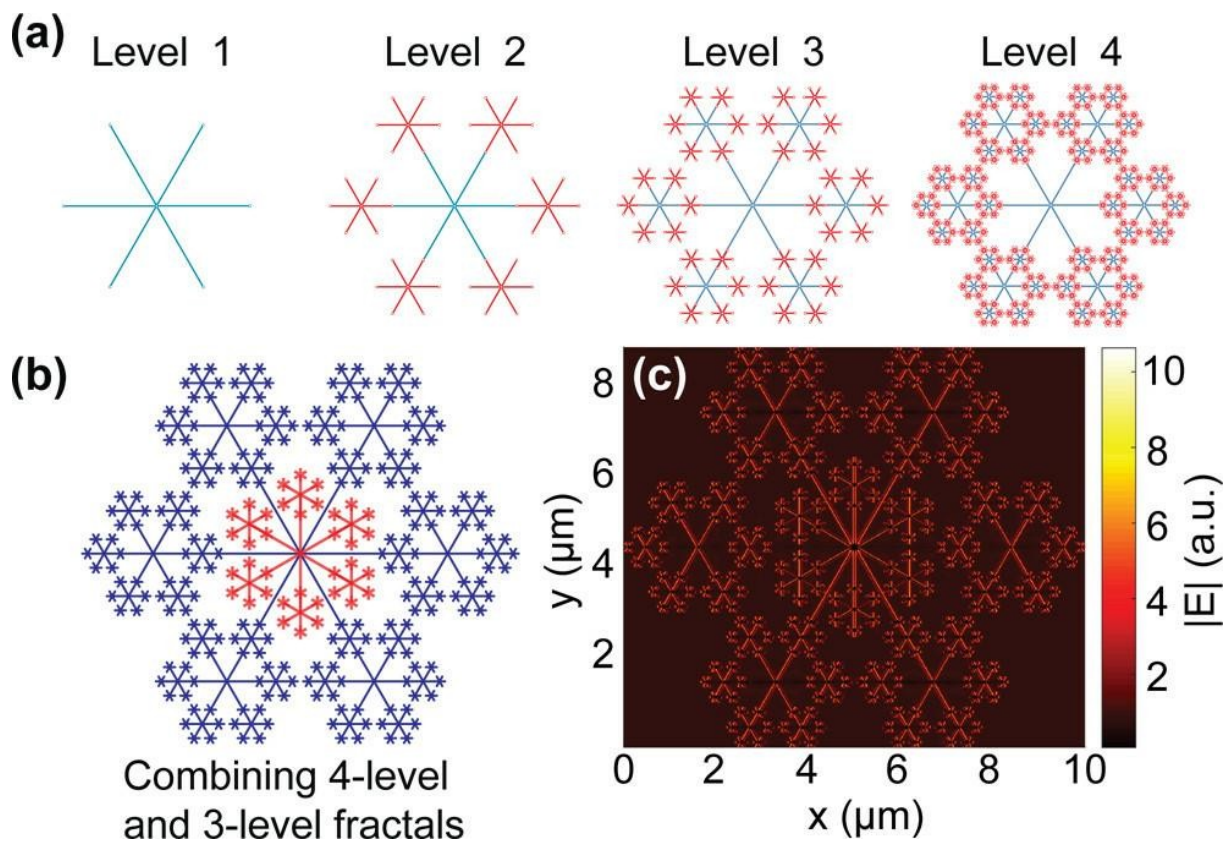 (a)
Level 1
Level 2
Level 3
Level 4
(b)
Combining 4-level
and 3-level fractals
(c)
8
6
4
2
y (µm)
0
2
4
6
8
10
x (µm)
10
8
6
4
2
|E| (a.u.)